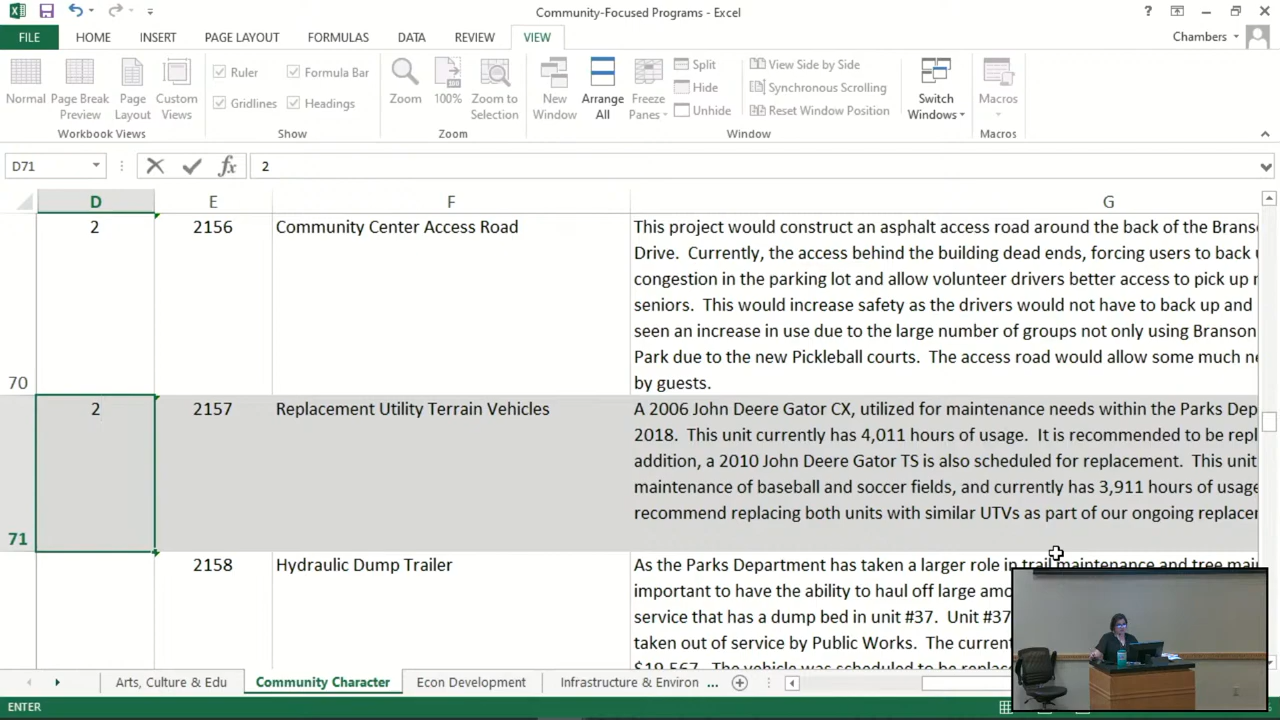 Community-Focused Programs - Excel
?
FILE HOME INSERT PAGE LAYOUT FORMULAS DATA REVIEW VIEW
Chambers
Normal
Page Break Preview
Page Layout
Custom Views
Workbook Views
Ruler
Formula Bar
Gridlines
Headings
Show
Zoom
100%
Zoom to Selection
Zoom
New Window
Arrange All
Freeze Panes
Split
Hide
Unhide
View Side by Side
Synchronous Scrolling
Reset Window Position
Window
Switch Windows
Macros
Macros
D71
fx
2
D E F G
2 2156 Community Center Access Road
This project would construct an asphalt access road around the back of the Brans
Drive. Currently, the access behind the building dead ends, forcing users to back
congestion in the parking lot and allow volunteer drivers better access to pick up
seniors. This would increase safety as the drivers would not have to back up and
seen an increase in use due to the large number of groups not only using Branson
Park due to the new Pickleball courts. The access road would allow some much
by guests.
70
2 2157 Replacement Utility Terrain Vehicles
A 2006 John Deere Gator CX, utilized for maintenance needs within the Parks Dep
2018. This unit currently has 4,011 hours of usage. It is recommended to be repl
addition, a 2010 John Deere Gator TS is also scheduled for replacement. This unit
maintenance of baseball and soccer fields, and currently has 3,911 hours of usage
recommend replacing both units with similar UTVs as part of our ongoing replace
71
2158 Hydraulic Dump Trailer
As the Parks Department has taken a larger role in trail maintenance and tree mai
important to have the ability to haul off large amo
service that has a dump bed in unit #37. Unit #37
taken out of service by Public Works. The current
$19,567. The vehicle was scheduled to be replac
Arts, Culture & Edu Community Character Econ Development Infrastructure & Environ ...
ENTER